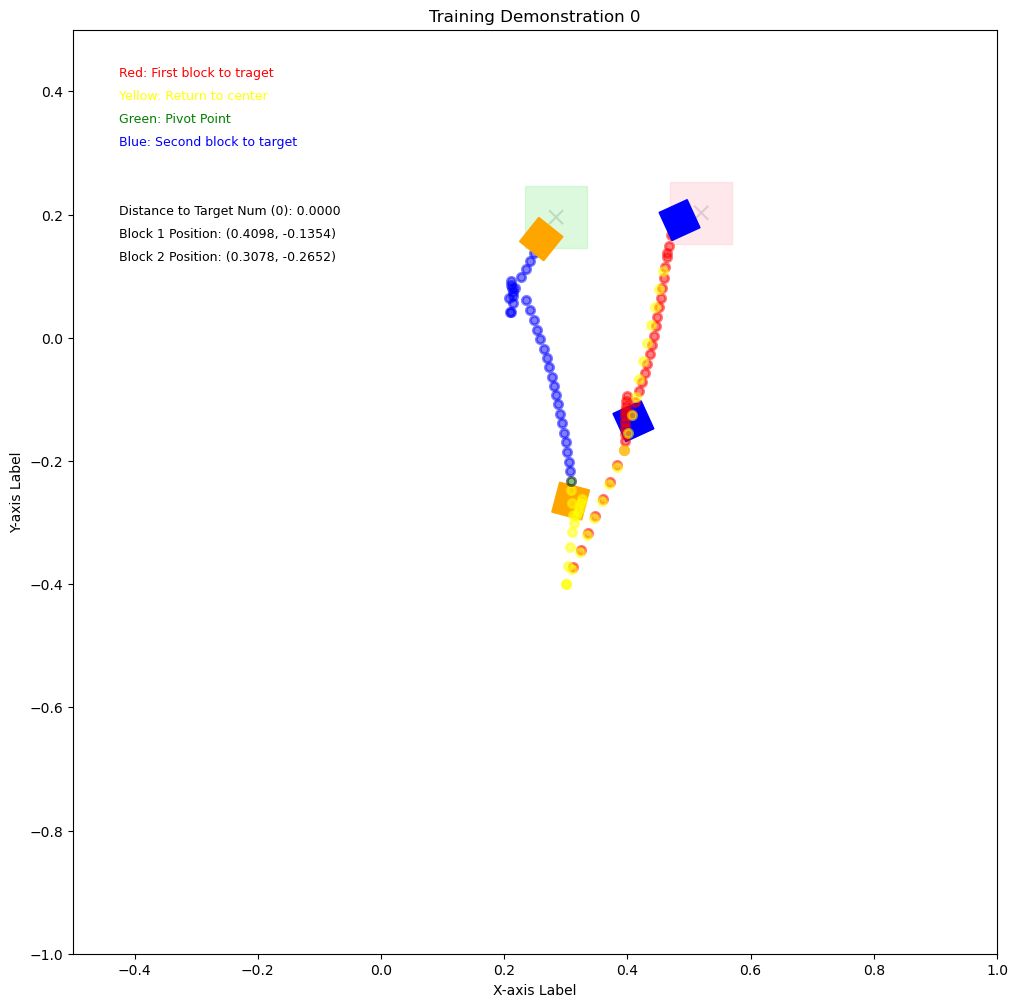 Training Demonstration 0
Red: First block to traget
Yellow: Return to center
Green: Pivot Point
Blue: Second block to target
Distance to Target Num (0): 0.0000
Block 1 Position: (0.4098, -0.1354)
Block 2 Position: (0.3078, -0.2652)
Y-axis Label
0.4
0.2
0.0
−0.2
−0.4
−0.6
−0.8
−1.0
−0.4
−0.2
0.0
0.2
0.4
0.6
0.8
1.0
X-axis Label